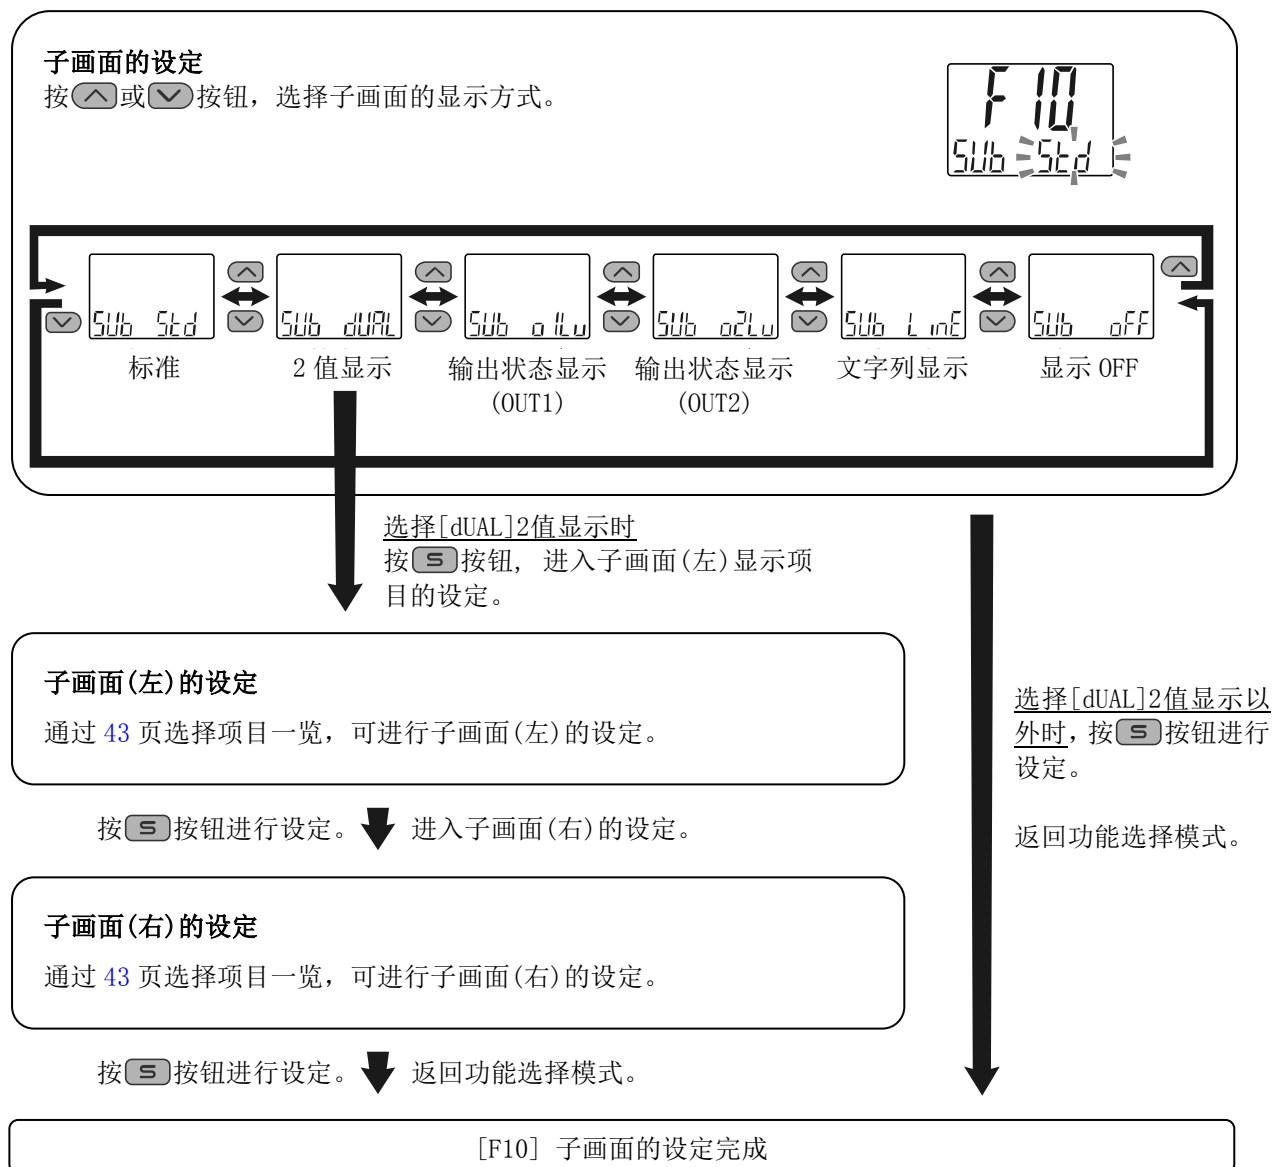 子画面的设定
按或按钮，选择子画面的显示方式。
F10
SUb Std
SUb Std
SUb dUAL
SUb o1Lv
SUb o2Lv
SUb LinE
SUb oFF
标准
2 值显示
输出状态显示
(OUT1)
输出状态显示
(OUT2)
文字列显示
显示 OFF
选择[dUAL]2值显示时
按 S 按钮, 进入子画面(左)显示项
目的设定。
子画面(左)的设定
通过 43 页选择项目一览，可进行子画面(左)的设定。
选择[dUAL]2值显示以
外时，按 S 按钮进行
设定。
返回功能选择模式。
按 S 按钮进行设定。 进入子画面(右)的设定。
子画面(右)的设定
通过 43 页选择项目一览，可进行子画面(右)的设定。
按 S 按钮进行设定。 返回功能选择模式。
[F10] 子画面的设定完成